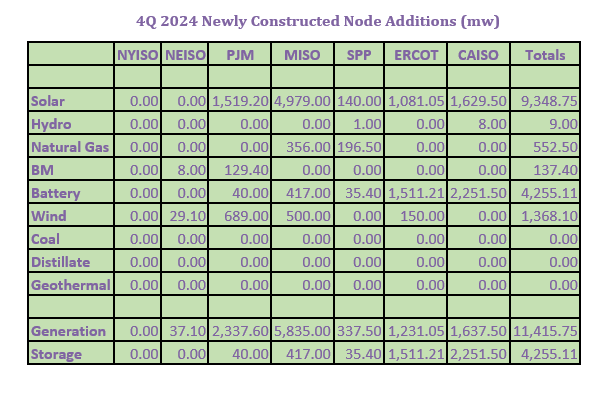 4Q 2024 Newly Constructed Node Additions (mw)
NYISO NEISO PJM MISO SPP ERCOT CAISO Totals
Solar 0.00 0.00 1,519.20 4,979.00 140.00 1,081.05 1,629.50 9,348.75
Hydro 0.00 0.00 0.00 0.00 1.00 0.00 8.00 9.00
Natural Gas 0.00 0.00 0.00 356.00 196.50 0.00 0.00 552.50
BM 0.00 8.00 129.40 0.00 0.00 0.00 0.00 137.40
Battery 0.00 0.00 40.00 417.00 35.40 1,511.21 2,251.50 4,255.11
Wind 0.00 29.10 689.00 500.00 0.00 150.00 0.00 1,368.10
Coal 0.00 0.00 0.00 0.00 0.00 0.00 0.00 0.00
Distillate 0.00 0.00 0.00 0.00 0.00 0.00 0.00 0.00
Geothermal 0.00 0.00 0.00 0.00 0.00 0.00 0.00 0.00
Generation 0.00 37.10 2,337.60 5,835.00 337.50 1,231.05 1,637.50 11,415.75
Storage 0.00 0.00 40.00 417.00 35.40 1,511.21 2,251.50 4,255.11